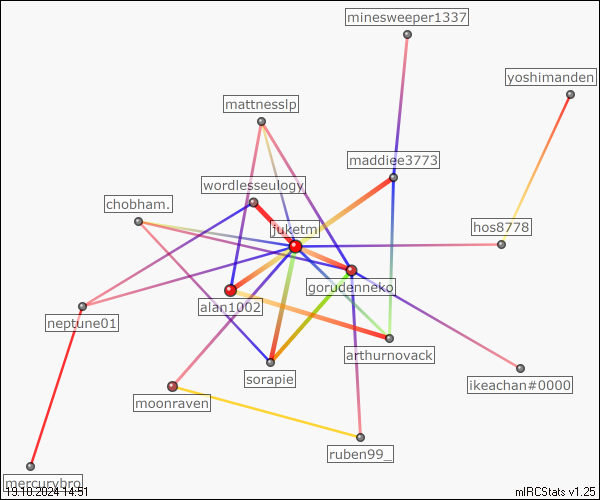 minesweeper1337
yoshimanden
mattnesslp
maddiee3773
wordlesseulogy
chobham.
juketm
hos8778
gorudenneko
alan1002
neptune01
arthurnovack
sorapie
ikeachan#0000
moonraven
ruben99_
mercurybro
19.10.2024 14:51
mIRCStats v1.25